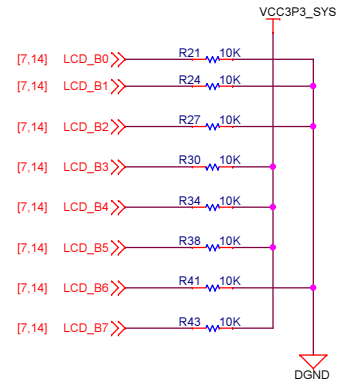 VCC3P3_SYS
[7,14] LCD_B0 R21 10K
[7,14] LCD_B1 R24 10K
[7,14] LCD_B2 R27 10K
[7,14] LCD_B3 R30 10K
[7,14] LCD_B4 R34 10K
[7,14] LCD_B5 R38 10K
[7,14] LCD_B6 R41 10K
[7,14] LCD_B7 R43 10K
DGND